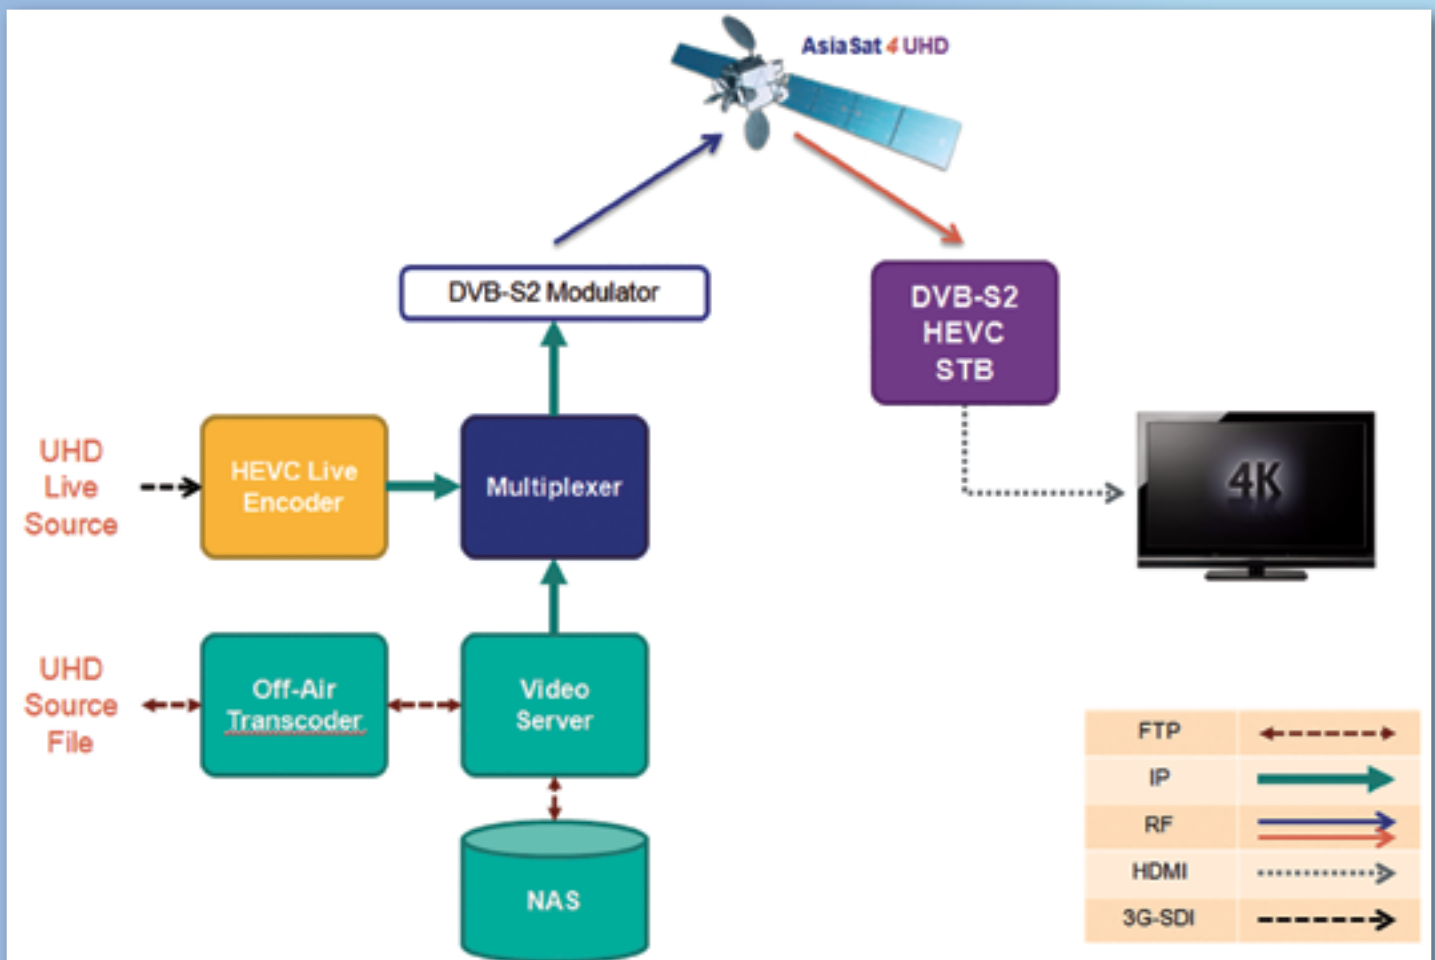 AsiaSat 4 UHD
DVB-S2 Modulator
DVB-S2
HEVC
STB
UHD
Live
Source
HEVC Live
Encoder
Multiplexer
4K
UHD
Source
File
Off-Air
Transcoder
Video
Server
NAS
FTP
IP
RF
HDMI
3G-SDI